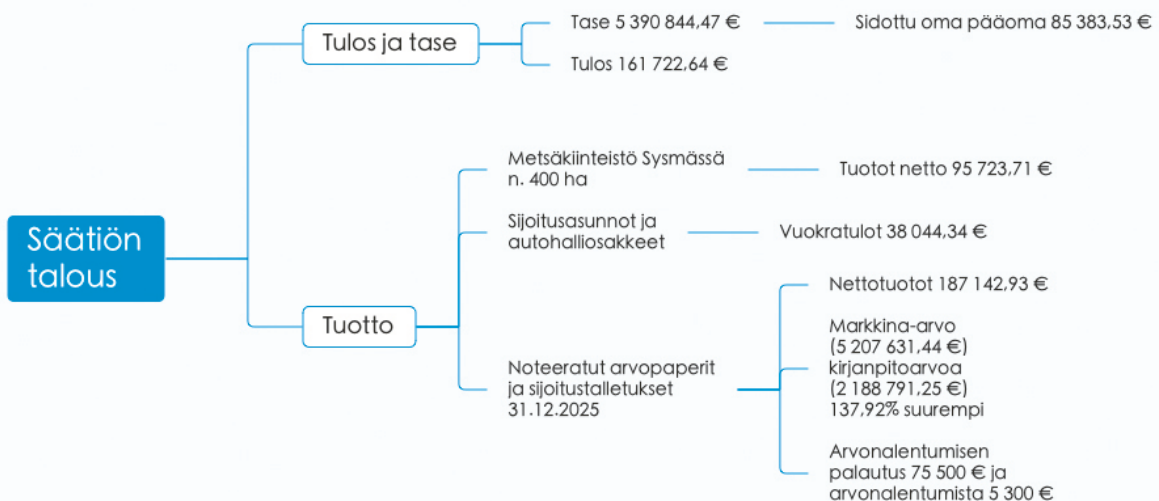 Säätiön
talous
Tulos ja tase
Tase 5 390 844,47 €
Sidottu oma pääoma 85 383,53 €
Tulos 161 722,64 €
Tuotto
Metsäkiinteistö Sysmässä
n. 400 ha
Tuotot netto 95 723,71 €
Sijoitusasunnot ja
autohalliosakkeet
Vuokratulot 38 044,34 €
Noteeratut arvopaperit
ja sijoitustalletukset
31.12.2025
Nettotuotot 187 142,93 €
Markkina-arvo
(5 207 631,44 €)
kirjanpitoarvoa
(2 188 791,25 €)
137,92% suurempi
Arvonalentumisen
palautus 75 500 € ja
arvonalentumista 5 300 €